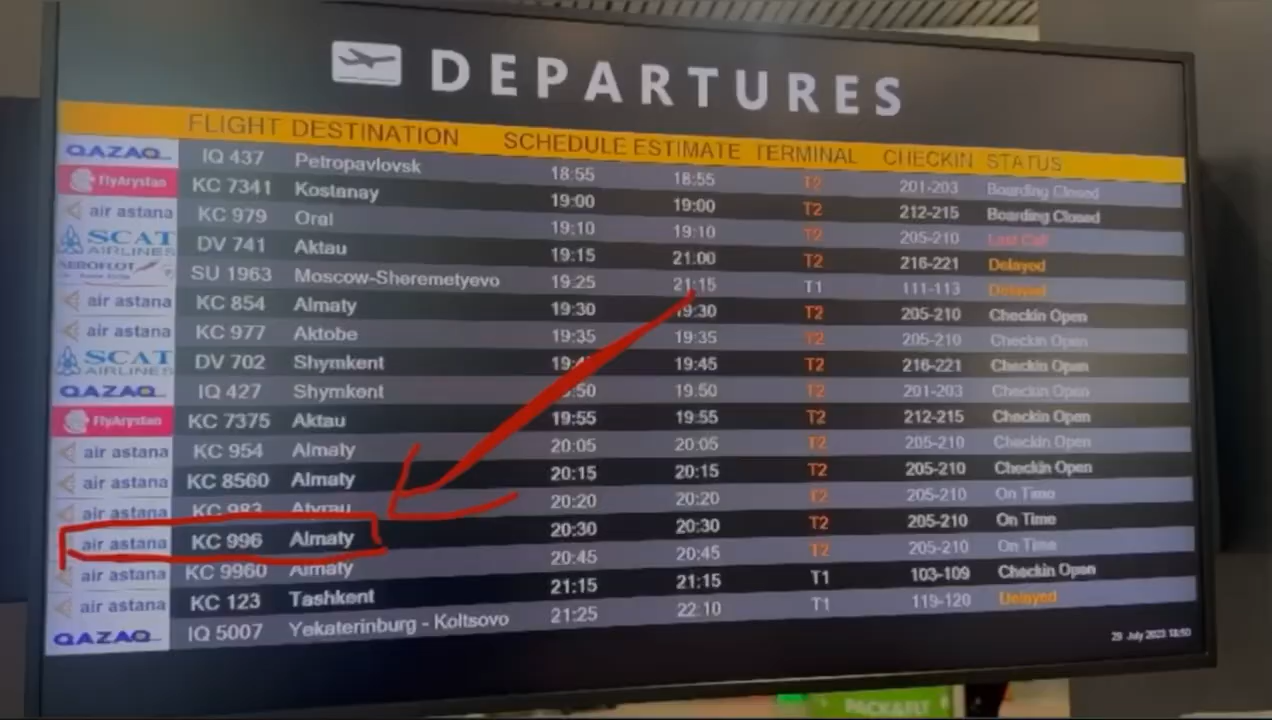 DEPARTURES
FLIGHT DESTINATION SCHEDULE ESTIMATE TERMINAL CHECKIN STATUS
QAZAQ IQ 437 Petropavlovsk 18:55 18:55 T2 201-203 Boarding Closed
FlyArystan KC 7341 Kostanay 19:00 19:00 T2 212-215 Boarding Closed
air astana KC 979 Oral 19:10 19:10 T2 205-210 Last Call
SCAT AIRLINES DV 741 Aktau 19:15 21:00 T2 216-221 Delayed
AEROFLOT SU 1963 Moscow-Sheremetyevo 19:25 21:15 T1 111-113 Delayed
air astana KC 854 Almaty 19:30 19:30 T2 205-210 Checkin Open
air astana KC 977 Aktobe 19:35 19:35 T2 205-210 Checkin Open
SCAT AIRLINES DV 702 Shymkent 19:45 19:45 T2 216-221 Checkin Open
QAZAQ IQ 427 Shymkent :50 19:50 T2 201-203 Checkin Open
FlyArystan KC 7375 Aktau 19:55 19:55 T2 212-215 Checkin Open
air astana KC 954 Almaty 20:05 20:05 T2 205-210 Checkin Open
air astana KC 8560 Almaty 20:15 20:15 T2 205-210 Checkin Open
air astana KC 983 Atyrau 20:20 20:20 T2 205-210 On Time
air astana KC 996 Almaty 20:30 20:30 T2 205-210 On Time
air astana KC 9960 Almaty 20:45 20:45 T2 205-210 On Time
air astana KC 123 Tashkent 21:15 21:15 T1 103-109 Checkin Open
QAZAQ IQ 5007 Yekaterinburg - Koltsovo 21:25 22:10 T1 119-120 Delayed
29 July 2023 18:50
PACK&FLY